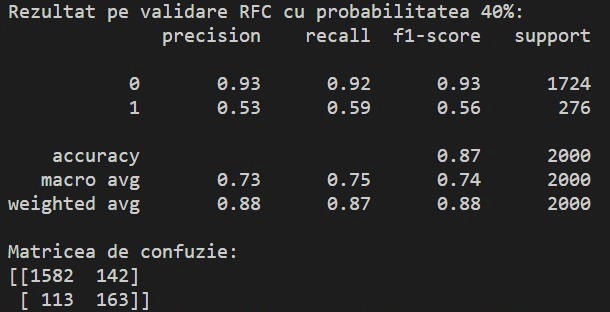 Rezultat pe validare RFC cu probabilitatea 40%:
precision recall f1-score support
0 0.93 0.92 0.93 1724
1 0.53 0.59 0.56 276
accuracy 0.87 2000
macro avg 0.73 0.75 0.74 2000
weighted avg 0.88 0.87 0.88 2000
Matricea de confuzie:
[[1582 142]
[ 113 163]]